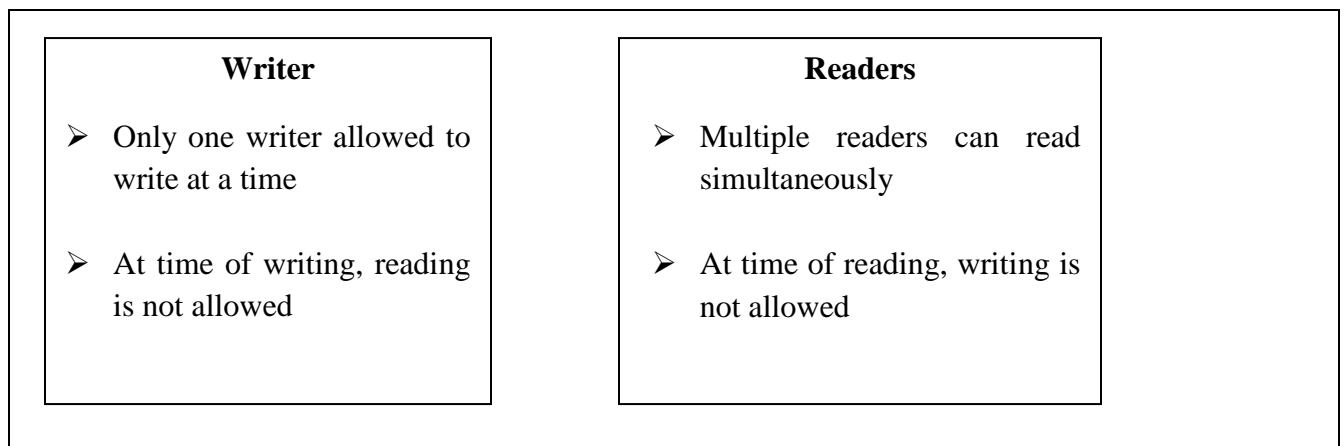 Writer
➢ Only one writer allowed to
write at a time
➢ At time of writing, reading
is not allowed
Readers
➢ Multiple readers can read
simultaneously
➢ At time of reading, writing is
not allowed